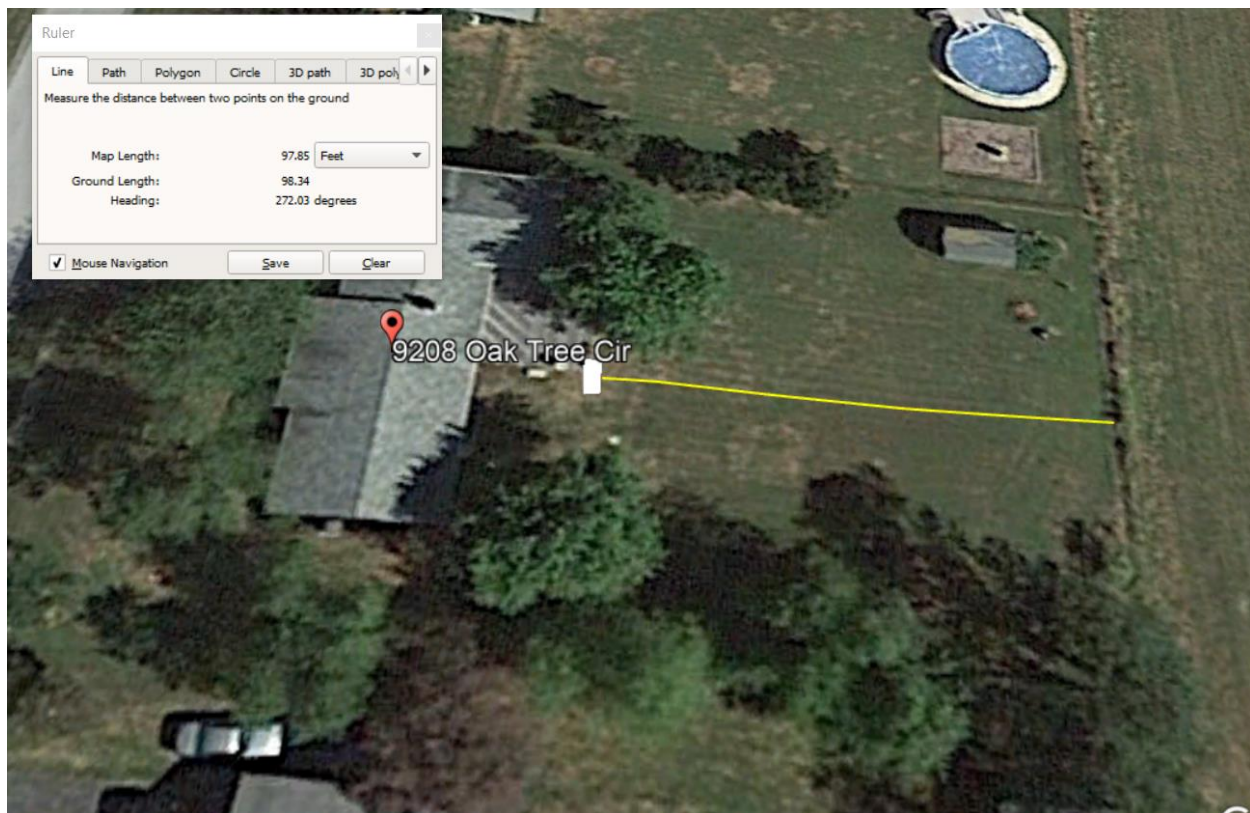 Ruler
Line Path Polygon Circle 3D path 3D poly
Measure the distance between two points on the ground
Map Length: 97.85 Feet
Ground Length: 98.34
Heading: 272.03 degrees
Mouse Navigation Save Clear
9208 Oak Tree Cir